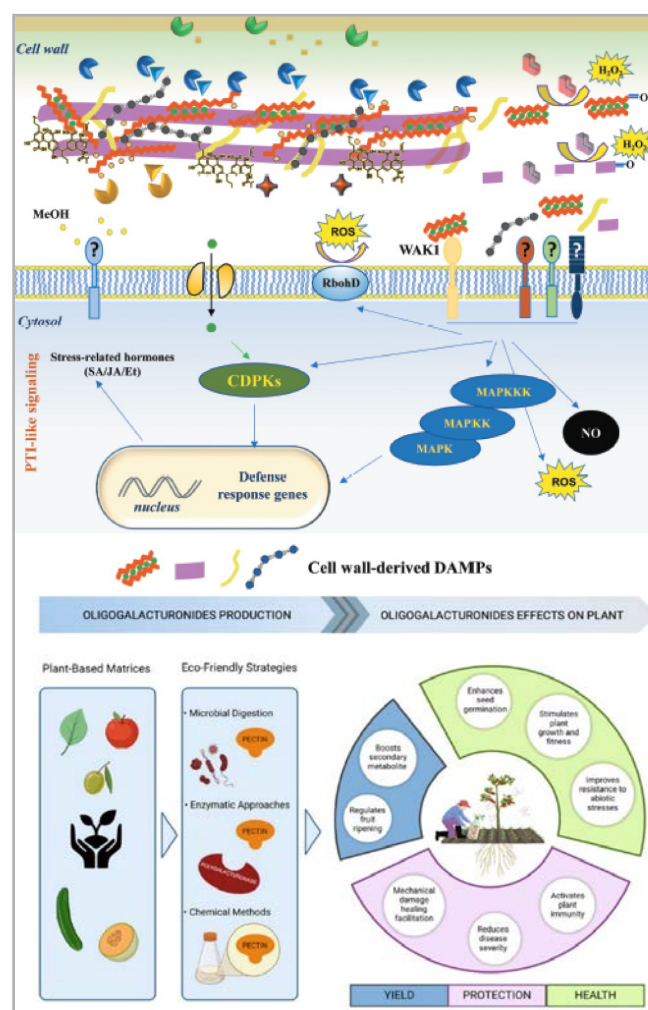 Cell wall
H₂O₂
O
H₂O₂
O
MeOH
ROS
WAK1
?
?
?
?
RbohD
Cytosol
PTI-like signaling
Stress-related hormones
(SA/JA/Et)
CDPKs
MAPKKK
MAPKK
MAPK
NO
ROS
Defense
response genes
nucleus
Cell wall-derived DAMPs
OLIGOGALACTURONIDES PRODUCTION
OLIGOGALACTURONIDES EFFECTS ON PLANT
Plant-Based Matrices
Eco-Friendly Strategies
• Microbial Digestion
PECTIN
• Enzymatic Approaches
PECTIN
POLYGALACTURONASE
• Chemical Methods
PECTIN
Enhances
seed
germination
Stimulates
plant
growth and
fitness
Improves
resistance to
abiotic
stresses
Boosts
secondary
metabolite
Regulates
fruit
ripening
Mechanical
damage
healing
facilitation
Reduces
disease
severity
Activates
plant
immunity
YIELD
PROTECTION
HEALTH